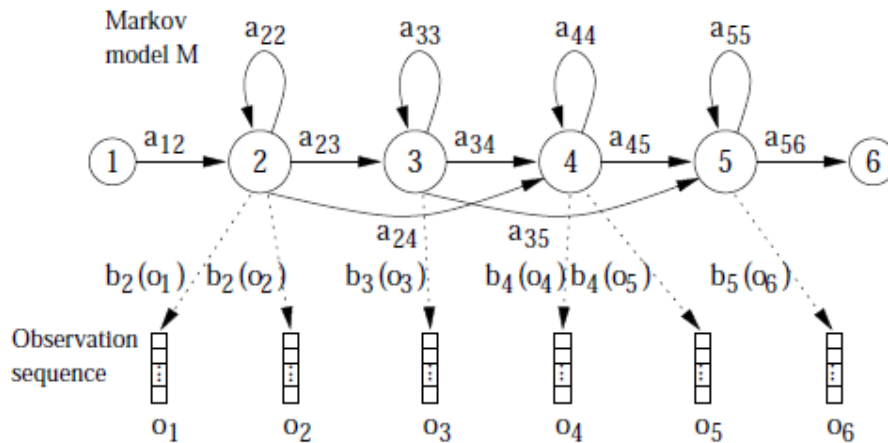 Markov
model M
a22 a33 a44 a55
a12 a23 a34 a45 a56
1 2 3 4 5 6
a24 a35
b2(o1) b2(o2) b3(o3) b4(o4) b4(o5) b5(o6)
Observation
sequence
o1 o2 o3 o4 o5 o6